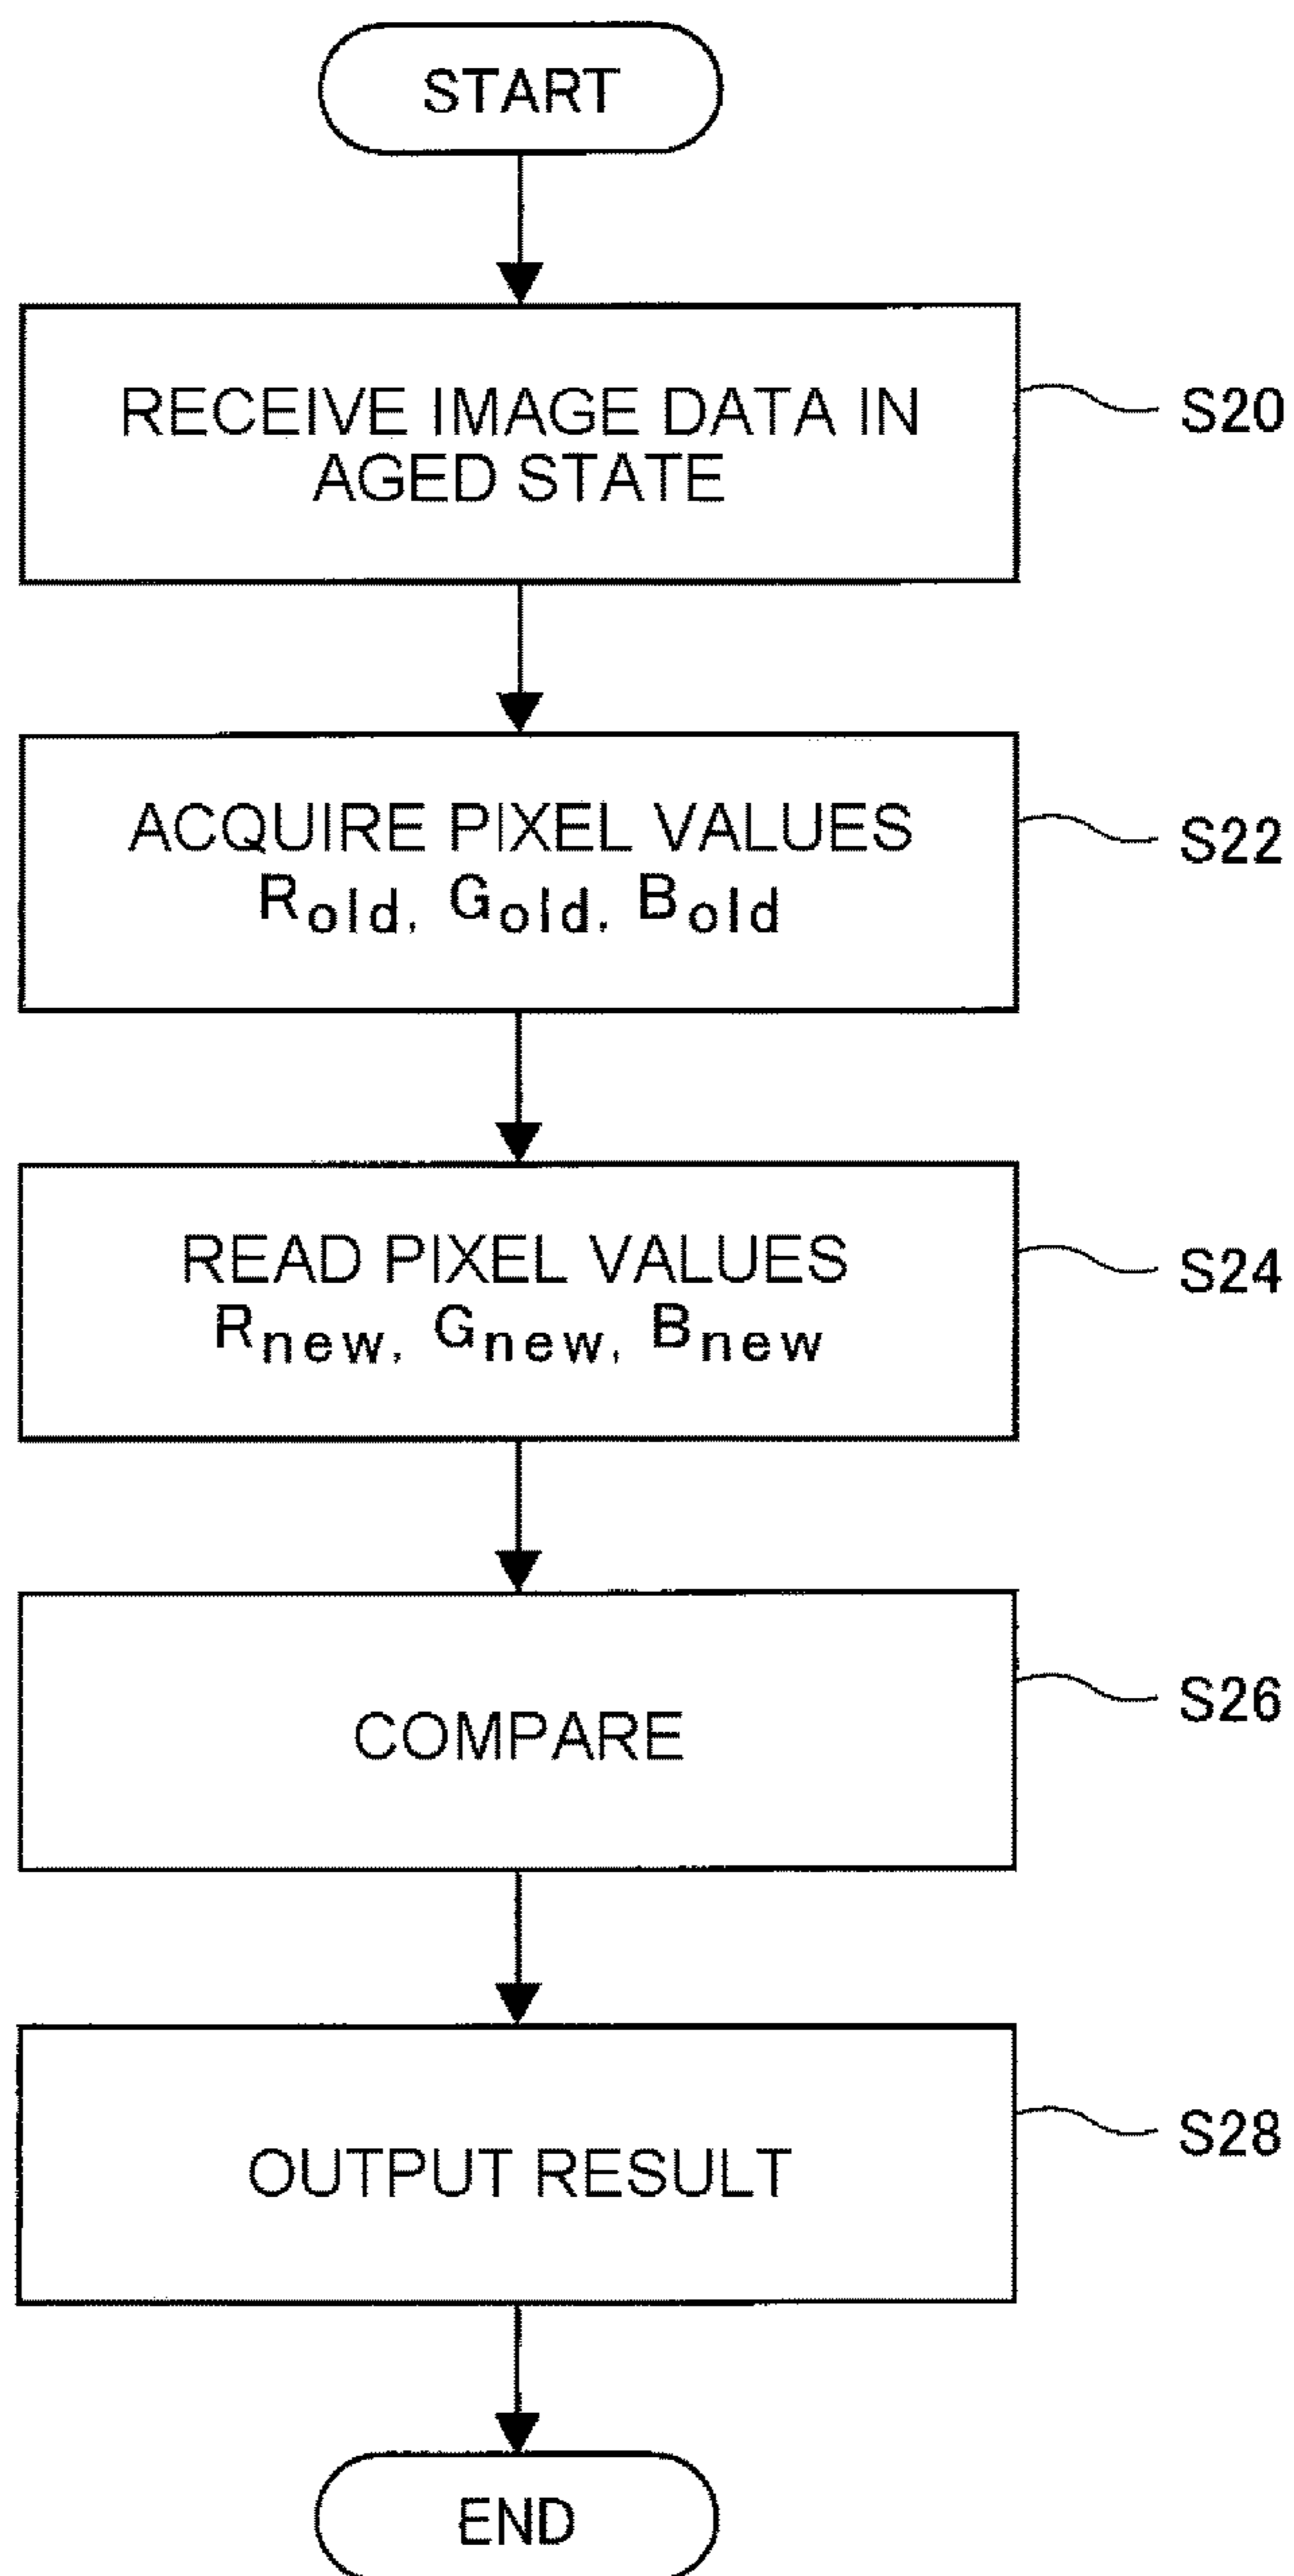 START
RECEIVE IMAGE DATA IN
AGED STATE
S20
ACQUIRE PIXEL VALUES
Rold, Gold, Bold
S22
READ PIXEL VALUES
Rnew, Gnew, Bnew
S24
COMPARE
S26
OUTPUT RESULT
S28
END